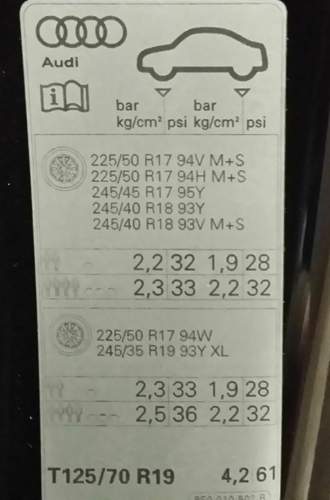 Audi
bar bar
kg/cm² psi kg/cm² psi
225/50 R17 94V M+S
225/50 R17 94H M+S
245/45 R17 95Y
245/40 R18 93Y
245/40 R18 93V M+S
2,2 32 1,9 28
2,3 33 2,2 32
225/50 R17 94W
245/35 R19 93Y XL
2,3 33 1,9 28
2,5 36 2,2 32
T125/70 R19 4,2 61